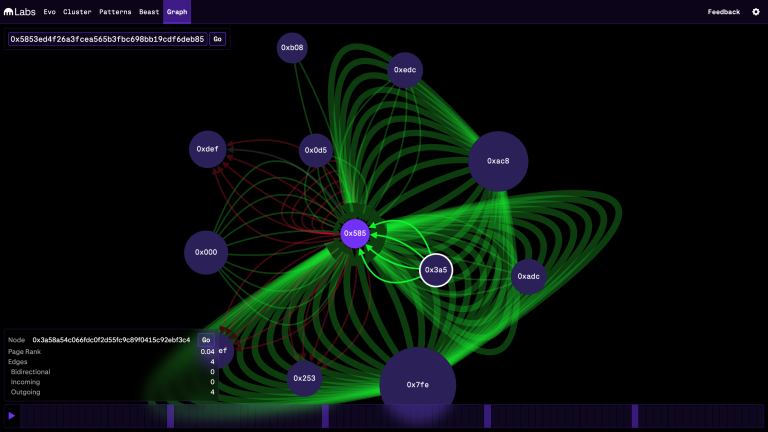 Labs Evo Cluster Patterns Beast Graph Feedback
0x5853ed4f26a3fcea565b3fbc698bb19cdf6deb85 Go
0xb08
0xedc
0xdef
0x0d5
0xac8
0x585
0x000
0x3a5
0xadc
ef
0x253
0x7fe
Node 0x3a58a54c066fdc0f2d55fc9c89f0415c92ebf3c4 Go
Page Rank 0.04
Edges 4
Bidirectional 0
Incoming 0
Outgoing 4